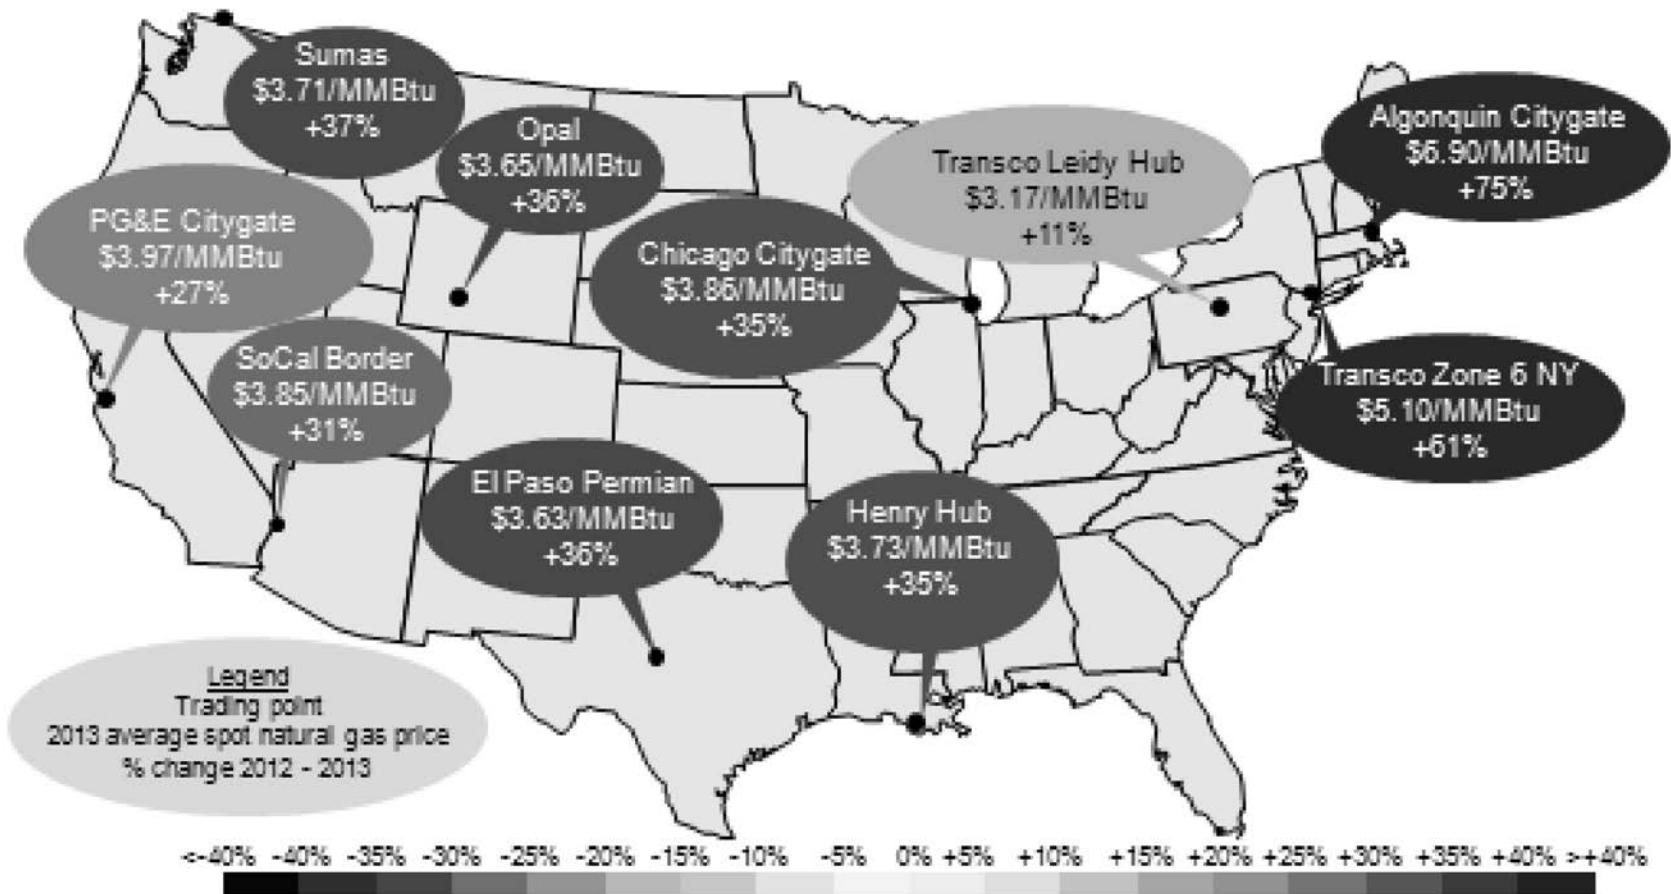 Sumas
$3.71/MMBtu
+37%
Opal
$3.65/MMBtu
+36%
Transco Leidy Hub
$3.17/MMBtu
+11%
Algonquin Citygate
$6.90/MMBtu
+75%
PG&E Citygate
$3.97/MMBtu
+27%
Chicago Citygate
$3.86/MMBtu
+35%
SoCal Border
$3.85/MMBtu
+31%
Transco Zone 6 NY
$5.10/MMBtu
+61%
El Paso Permian
$3.63/MMBtu
+36%
Henry Hub
$3.73/MMBtu
+35%
Legend
Trading point
2013 average spot natural gas price
% change 2012 - 2013
<-40% -40% -35% -30% -25% -20% -15% -10% -5% 0% +5% +10% +15% +20% +25% +30% +35% +40% >+40%